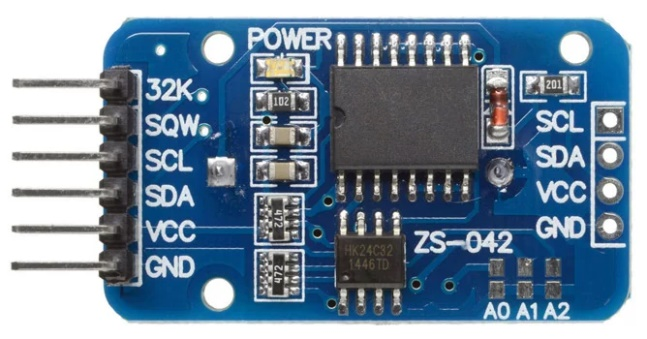 POWER
32K
SQW
SCL
SDA
VCC
GND
102
472
472
201
SCL
SDA
VCC
GND
ZS-042
HK24C32
1446TD
A0 A1 A2